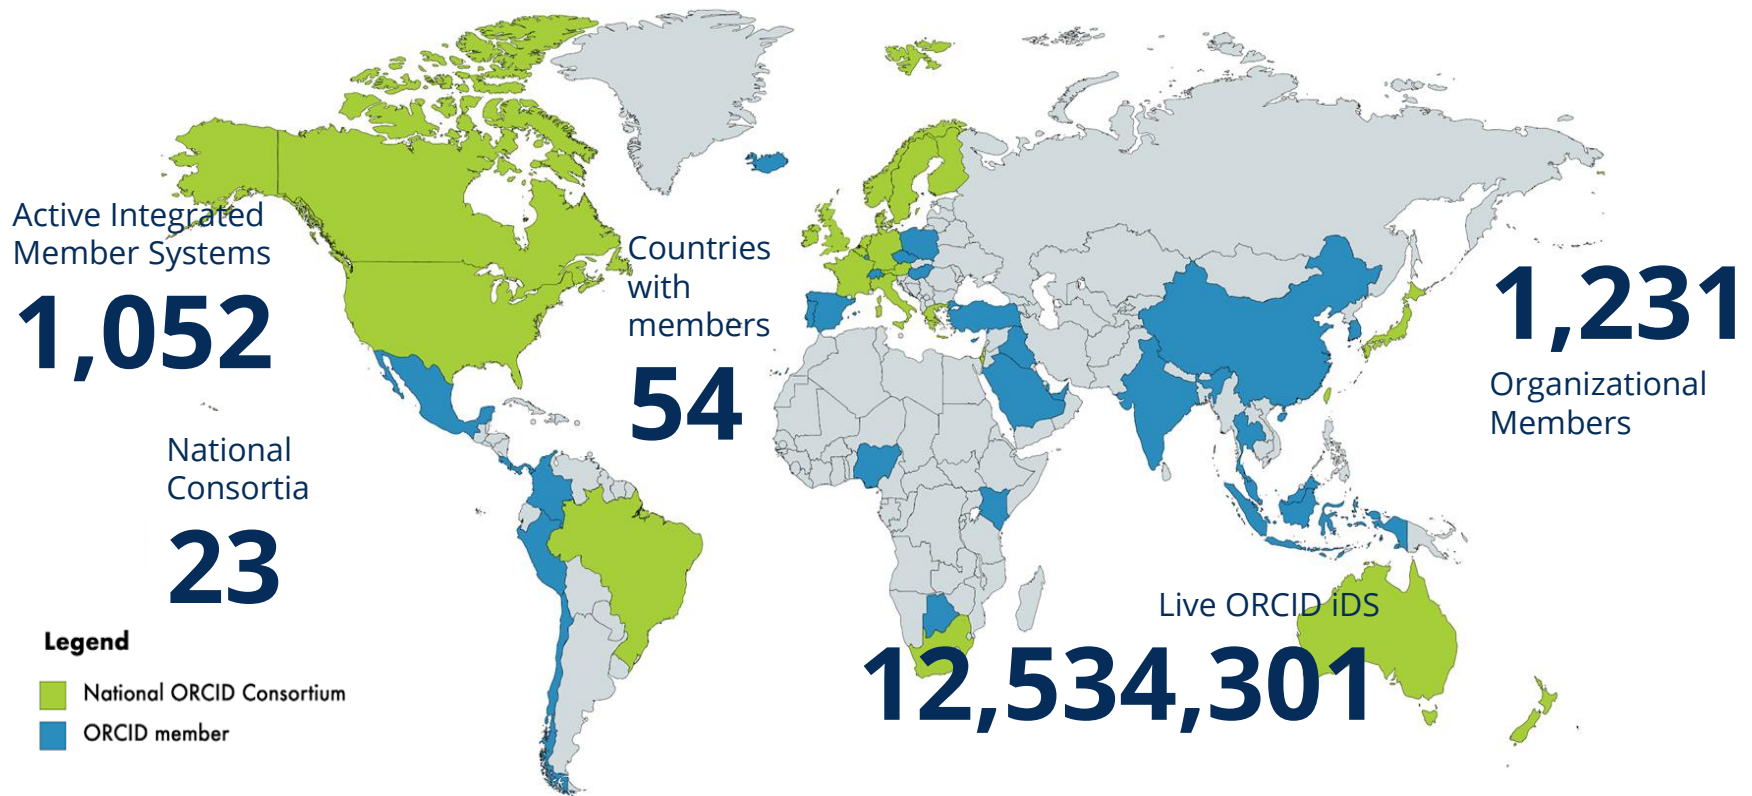 Active Integrated
Member Systems
1,052
Countries
with
members
54
1,231
Organizational
Members
National
Consortia
23
Live ORCID iDS
12,534,301
Legend
National ORCID Consortium
ORCID member